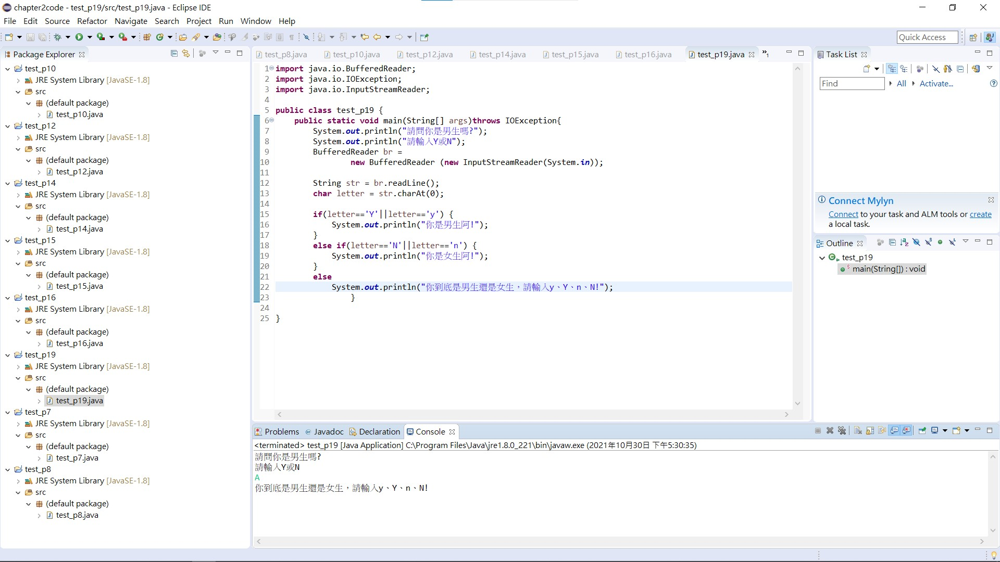 chapter2code - test_p19/src/test_p19.java - Eclipse IDE
File Edit Source Refactor Navigate Search Project Run Window Help
Quick Access
Package Explorer
test_p10
JRE System Library [JavaSE-1.8]
src
(default package)
test_p10.java
test_p12
JRE System Library [JavaSE-1.8]
src
(default package)
test_p12.java
test_p14
JRE System Library [JavaSE-1.8]
src
(default package)
test_p14.java
test_p15
JRE System Library [JavaSE-1.8]
src
(default package)
test_p15.java
test_p16
JRE System Library [JavaSE-1.8]
src
(default package)
test_p16.java
test_p19
JRE System Library [JavaSE-1.8]
src
(default package)
test_p19.java
test_p7
JRE System Library [JavaSE-1.8]
src
(default package)
test_p7.java
test_p8
JRE System Library [JavaSE-1.8]
src
(default package)
test_p8.java
test_p8.java test_p10.java test_p12.java test_p14.java test_p15.java test_p16.java test_p19.java »1
1 import java.io.BufferedReader;
2 import java.io.IOException;
3 import java.io.InputStreamReader;
4
5 public class test_p19 {
6 public static void main(String[] args)throws IOException{
7 System.out.println("請問你是男生嗎?");
8 System.out.println("請輸入Y或N");
9 BufferedReader br =
10 new BufferedReader (new InputStreamReader(System.in));
11
12 String str = br.readLine();
13 char letter = str.charAt(0);
14
15 if(letter=='Y'||letter=='y') {
16 System.out.println("你是男生阿!");
17 }
18 else if(letter=='N'||letter=='n') {
19 System.out.println("你是女生阿!");
20 }
21 else
22 System.out.println("你到底是男生還是女生，請輸入y、Y、n、N!");
23 }
24
25 }
Task List
Find All Activate...
Connect Mylyn
Connect to your task and ALM tools or create
a local task.
Outline
test_p19
main(String[]) : void
Problems Javadoc Declaration Console
<terminated> test_p19 [Java Application] C:\Program Files\Java\jre1.8.0_221\bin\javaw.exe (2021年10月30日 下午5:30:35)
請問你是男生嗎?
請輸入Y或N
A
你到底是男生還是女生，請輸入y、Y、n、N!